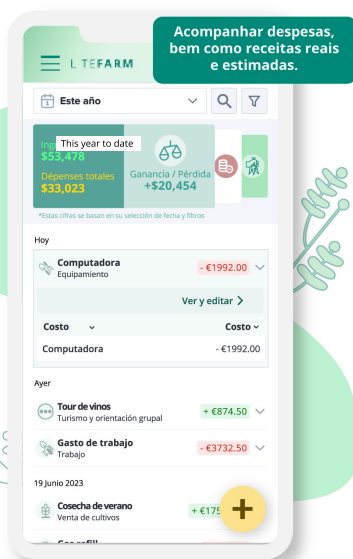 Acompanhar despesas,
bem como receitas reais
e estimadas.
LITEFARM
Este año
This year to date
$53,478
Dépenses totales
$33,023
Ganancia / Pérdida
+$20,454
*Estas cifras se basan en su selección de fecha y filtros
Hoy
Computadora
Equipamiento
- €1992.00
Ver y editar
Costo
Costo
Computadora
- €1992.00
Ayer
Tour de vinos
Turismo y orientación grupal
+ €874.50
Gasto de trabajo
Trabajo
- €3732.50
19 Junio 2023
Cosecha de verano
Venta de cultivos
+ €175